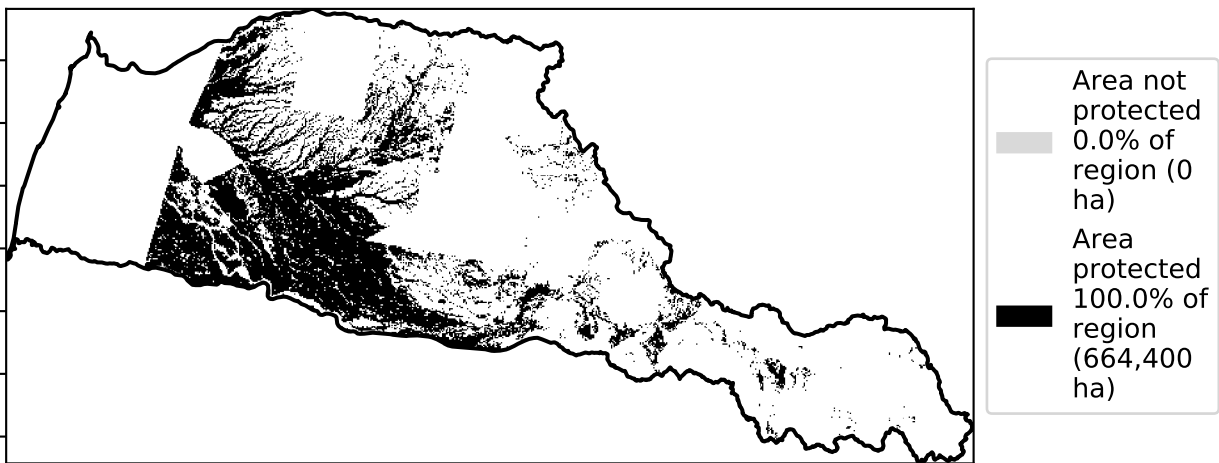 Area not
protected
0.0% of
region (0
ha)
Area
protected
100.0% of
region
(664,400
ha)